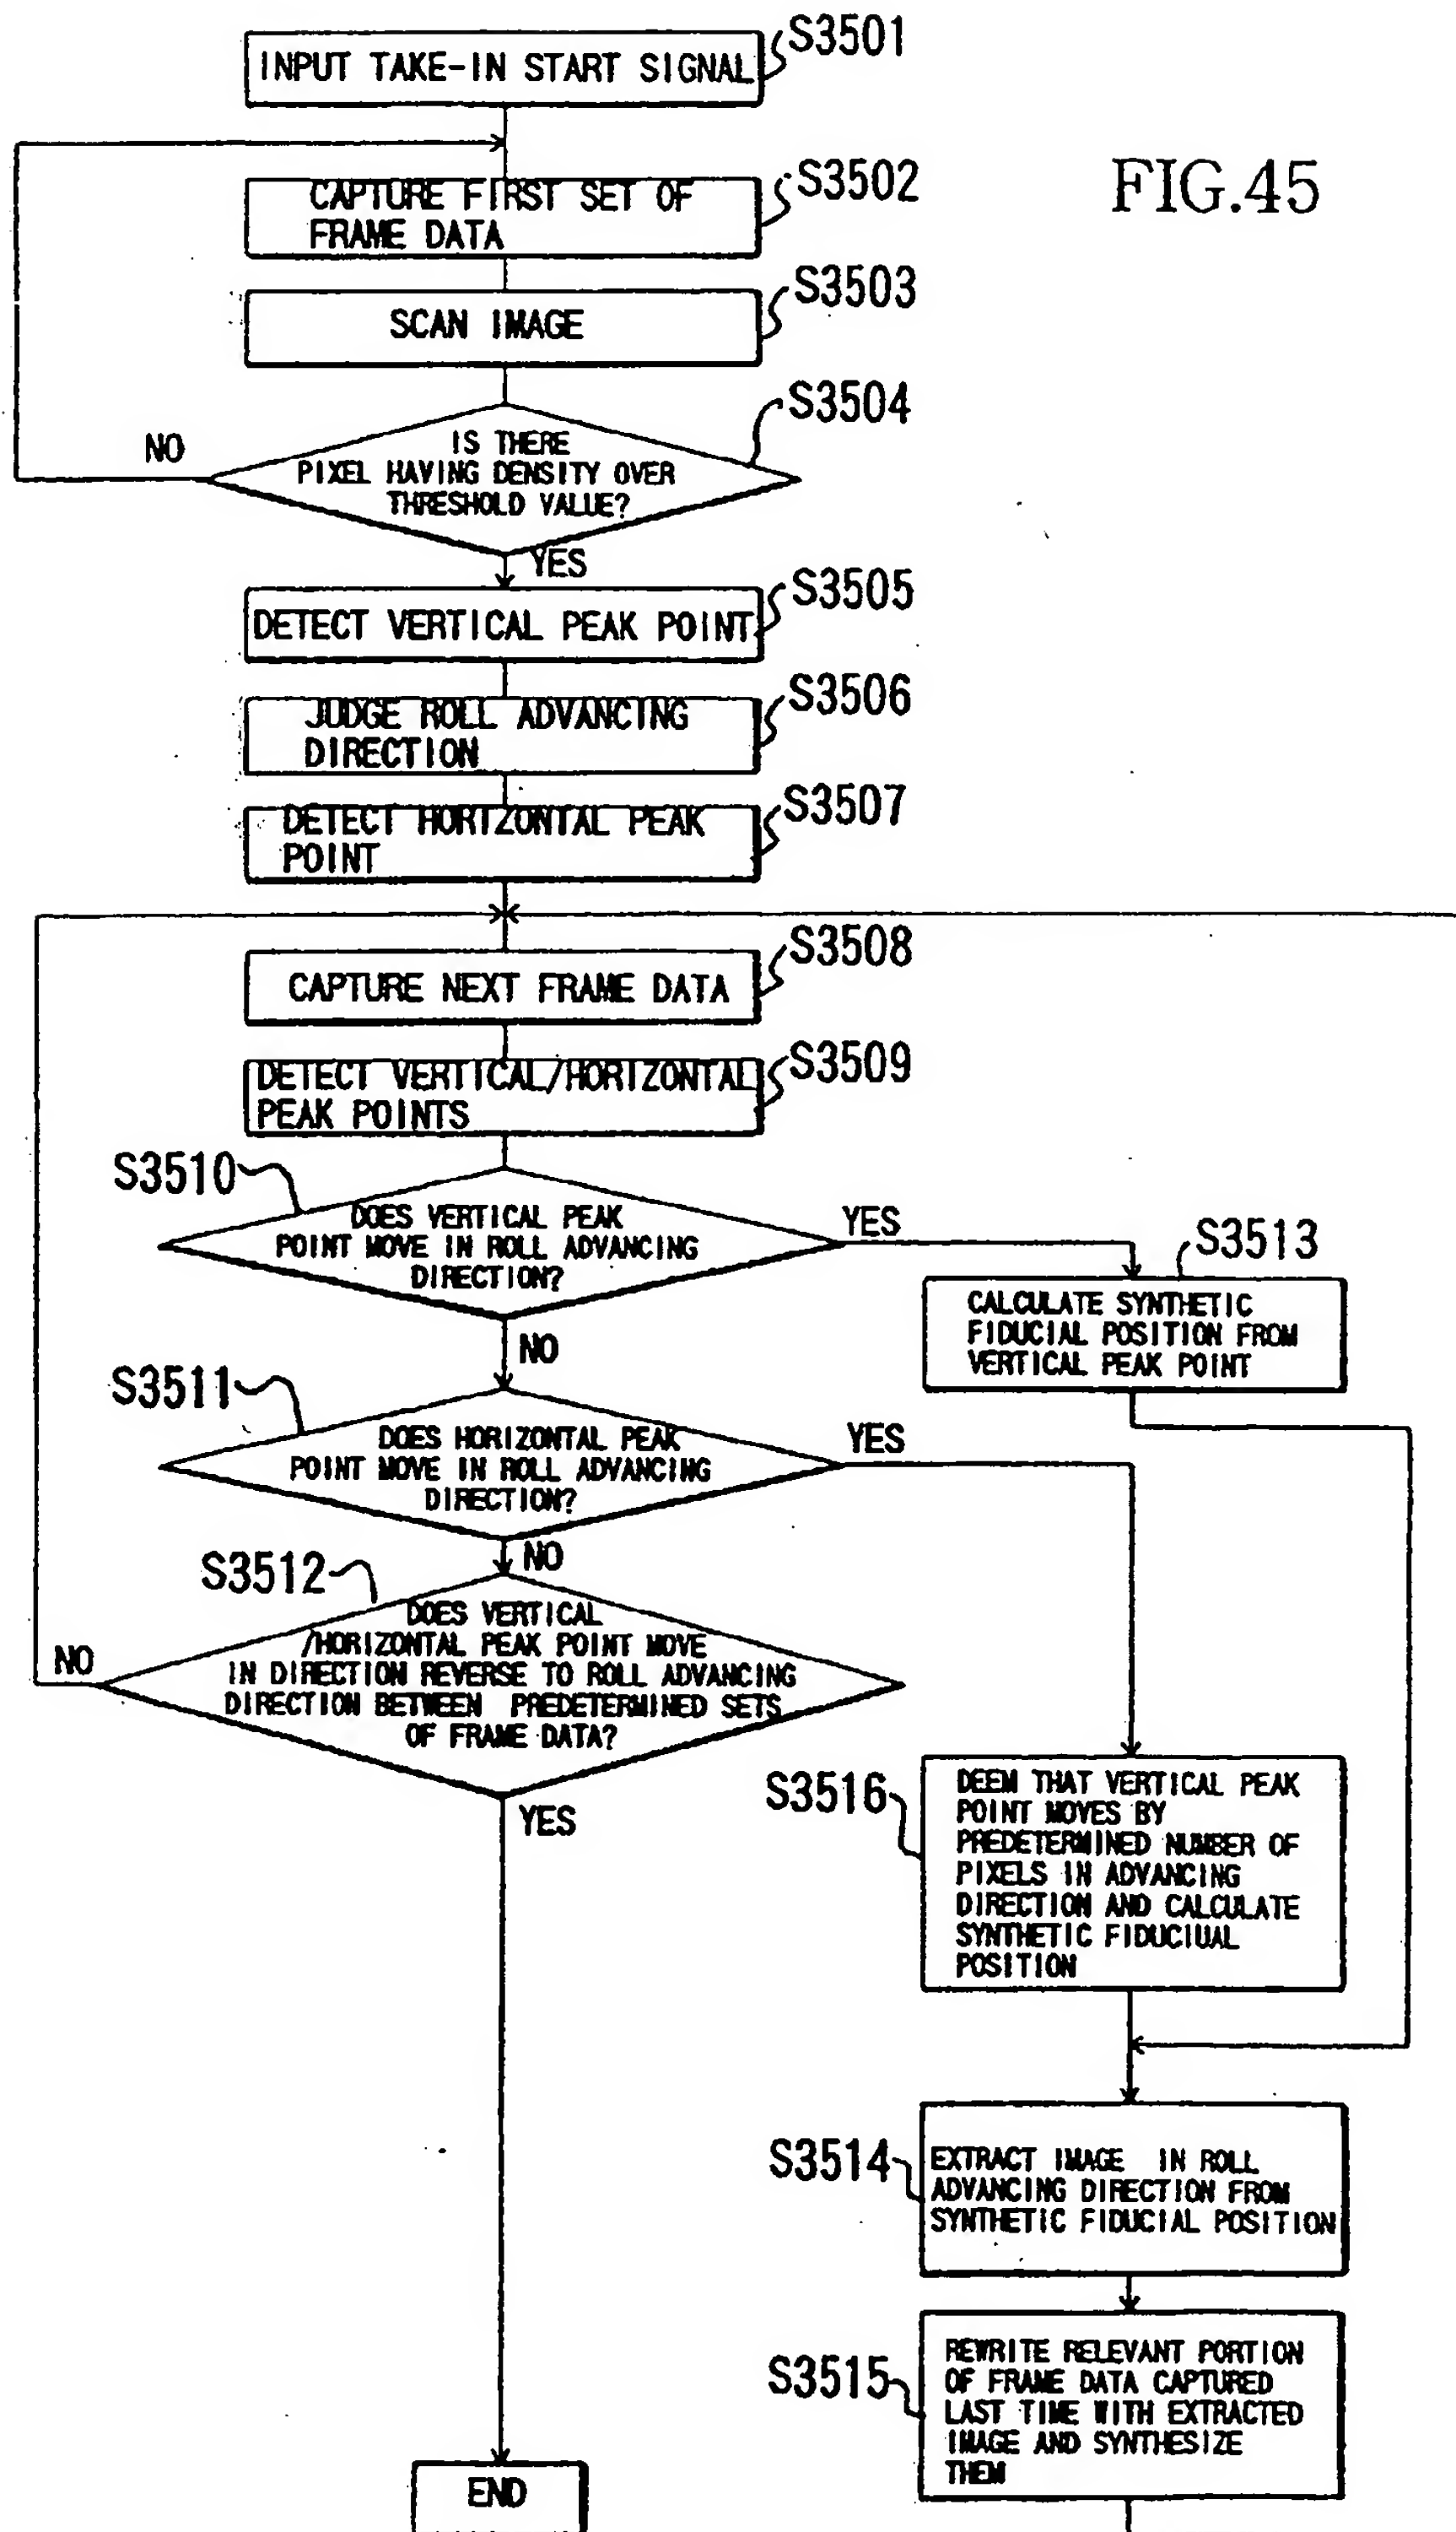 S3501
INPUT TAKE-IN START SIGNAL
FIG.45
S3502
CAPTURE FIRST SET OF
FRAME DATA
S3503
SCAN IMAGE
S3504
NO
IS THERE
PIXEL HAVING DENSITY OVER
THRESHOLD VALUE?
YES
S3505
DETECT VERTICAL PEAK POINT
S3506
JUDGE ROLL ADVANCING
DIRECTION
S3507
DETECT HORIZONTAL PEAK
POINT
S3508
CAPTURE NEXT FRAME DATA
S3509
DETECT VERTICAL/HORIZONTAL
PEAK POINTS
S3510
DOES VERTICAL PEAK
POINT MOVE IN ROLL ADVANCING
DIRECTION?
YES
NO
S3513
CALCULATE SYNTHETIC
FIDUCIAL POSITION FROM
VERTICAL PEAK POINT
S3511
DOES HORIZONTAL PEAK
POINT MOVE IN ROLL ADVANCING
DIRECTION?
YES
NO
S3512
DOES VERTICAL
/HORIZONTAL PEAK POINT MOVE
IN DIRECTION REVERSE TO ROLL ADVANCING
DIRECTION BETWEEN PREDETERMINED SETS
OF FRAME DATA?
NO
YES
S3516
DEEM THAT VERTICAL PEAK
POINT MOVES BY
PREDETERMINED NUMBER OF
PIXELS IN ADVANCING
DIRECTION AND CALCULATE
SYNTHETIC FIDUCIUAL
POSITION
S3514
EXTRACT IMAGE IN ROLL
ADVANCING DIRECTION FROM
SYNTHETIC FIDUCIAL POSITION
S3515
REWRITE RELEVANT PORTION
OF FRAME DATA CAPTURED
LAST TIME WITH EXTRACTED
IMAGE AND SYNTHESIZE
THEM
END